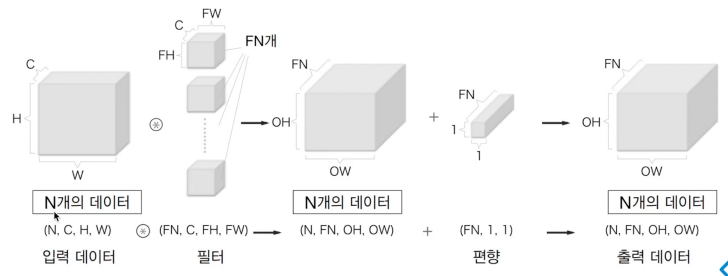 C
H
W
FW
C
FH
FN개
FN
OH
OW
+
FN
1
1
FN
OH
OW
N개의 데이터
N개의 데이터
N개의 데이터
(N, C, H, W) ⊛ (FN, C, FH, FW) → (N, FN, OH, OW) + (FN, 1, 1) → (N, FN, OH, OW)
입력 데이터 필터 편향 출력 데이터